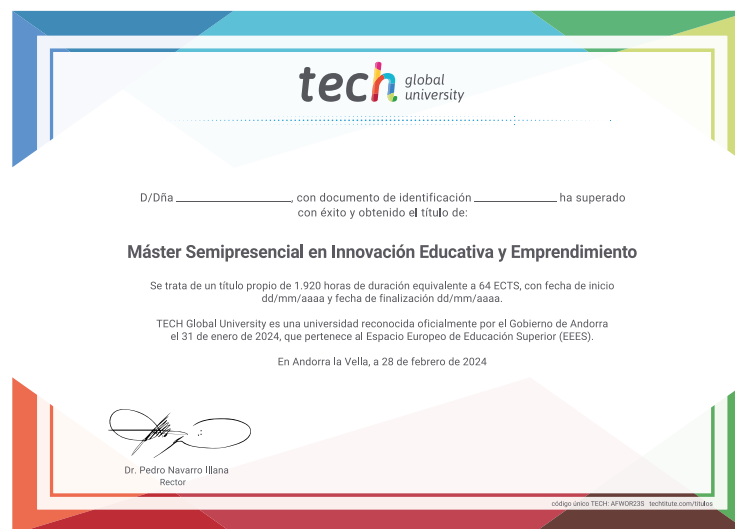 tech global university
D/Dña ____________, con documento de identificación ____________ ha superado
con éxito y obtenido el título de:
Máster Semipresencial en Innovación Educativa y Emprendimiento
Se trata de un título propio de 1.920 horas de duración equivalente a 64 ECTS, con fecha de inicio
dd/mm/aaaa y fecha de finalización dd/mm/aaaa.
TECH Global University es una universidad reconocida oficialmente por el Gobierno de Andorra
el 31 de enero de 2024, que pertenece al Espacio Europeo de Educación Superior (EEES).
En Andorra la Vella, a 28 de febrero de 2024
Dr. Pedro Navarro Illana
Rector
código único TECH: AFWOR23S techtitute.com/titulos